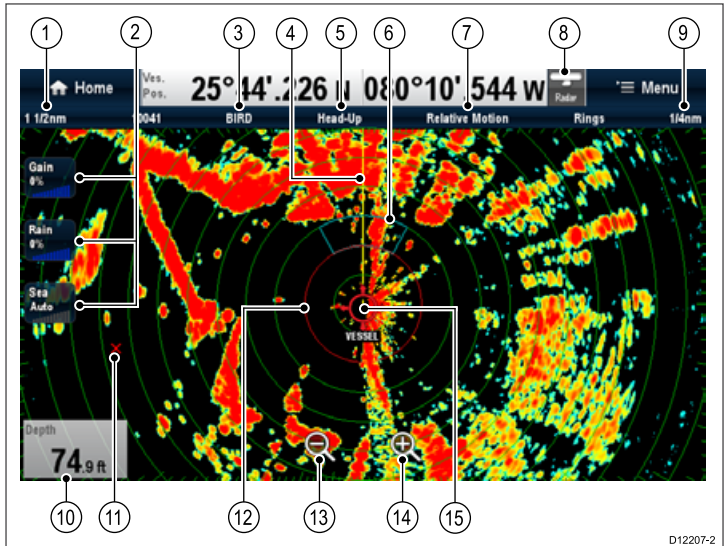 1 2 3 4 5 6 7 8 9
Home
Ves. Pos.
25°44'.226 N
080°10'.544 W
Radar
Menu
1 1/2nm
BIRD
Head-Up
Relative Motion
Rings
1/4nm
Gain
0%
Rain
0%
Sea
Auto
VESSEL
Depth
74.9 ft
10 11 12 13 14 15
D12207-2